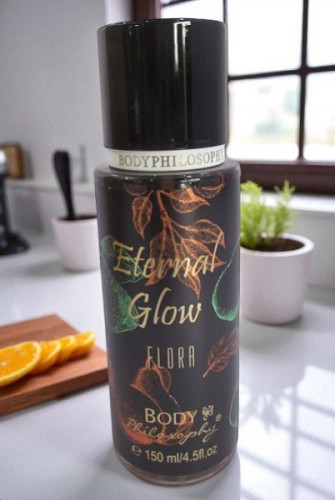 BODYPHILOSOPHY
Eternal
Glow
FLORA
BODY
Philosophy®
℮ 150 ml/4.5fl.oz